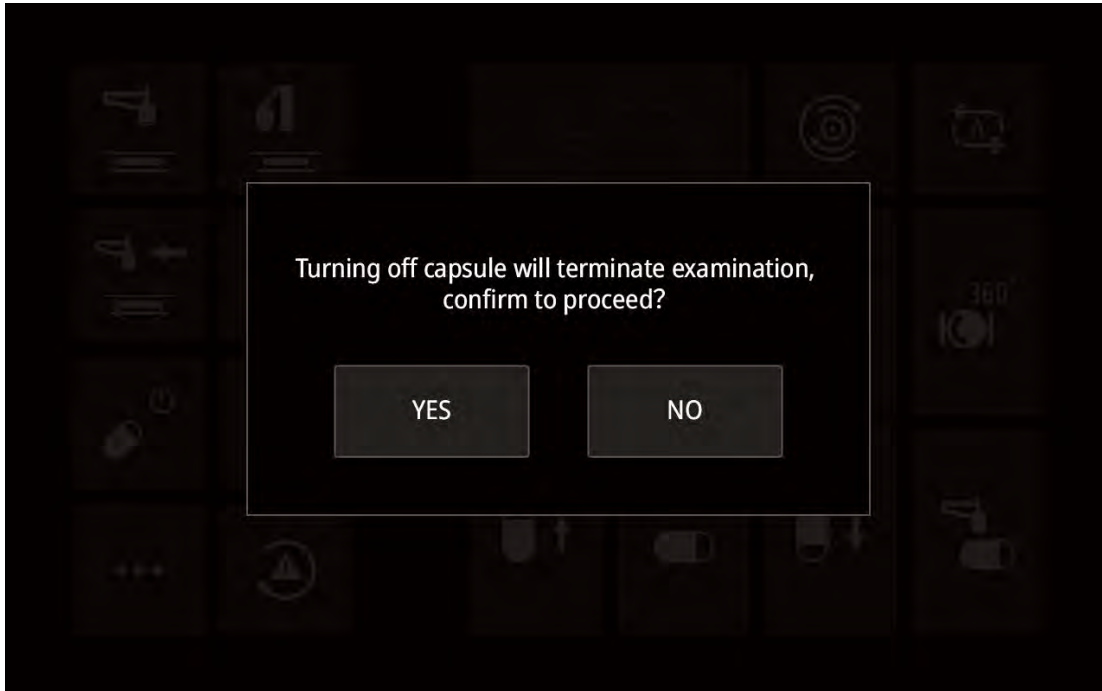 Turning off capsule will terminate examination,
confirm to proceed?
YES
NO
360°